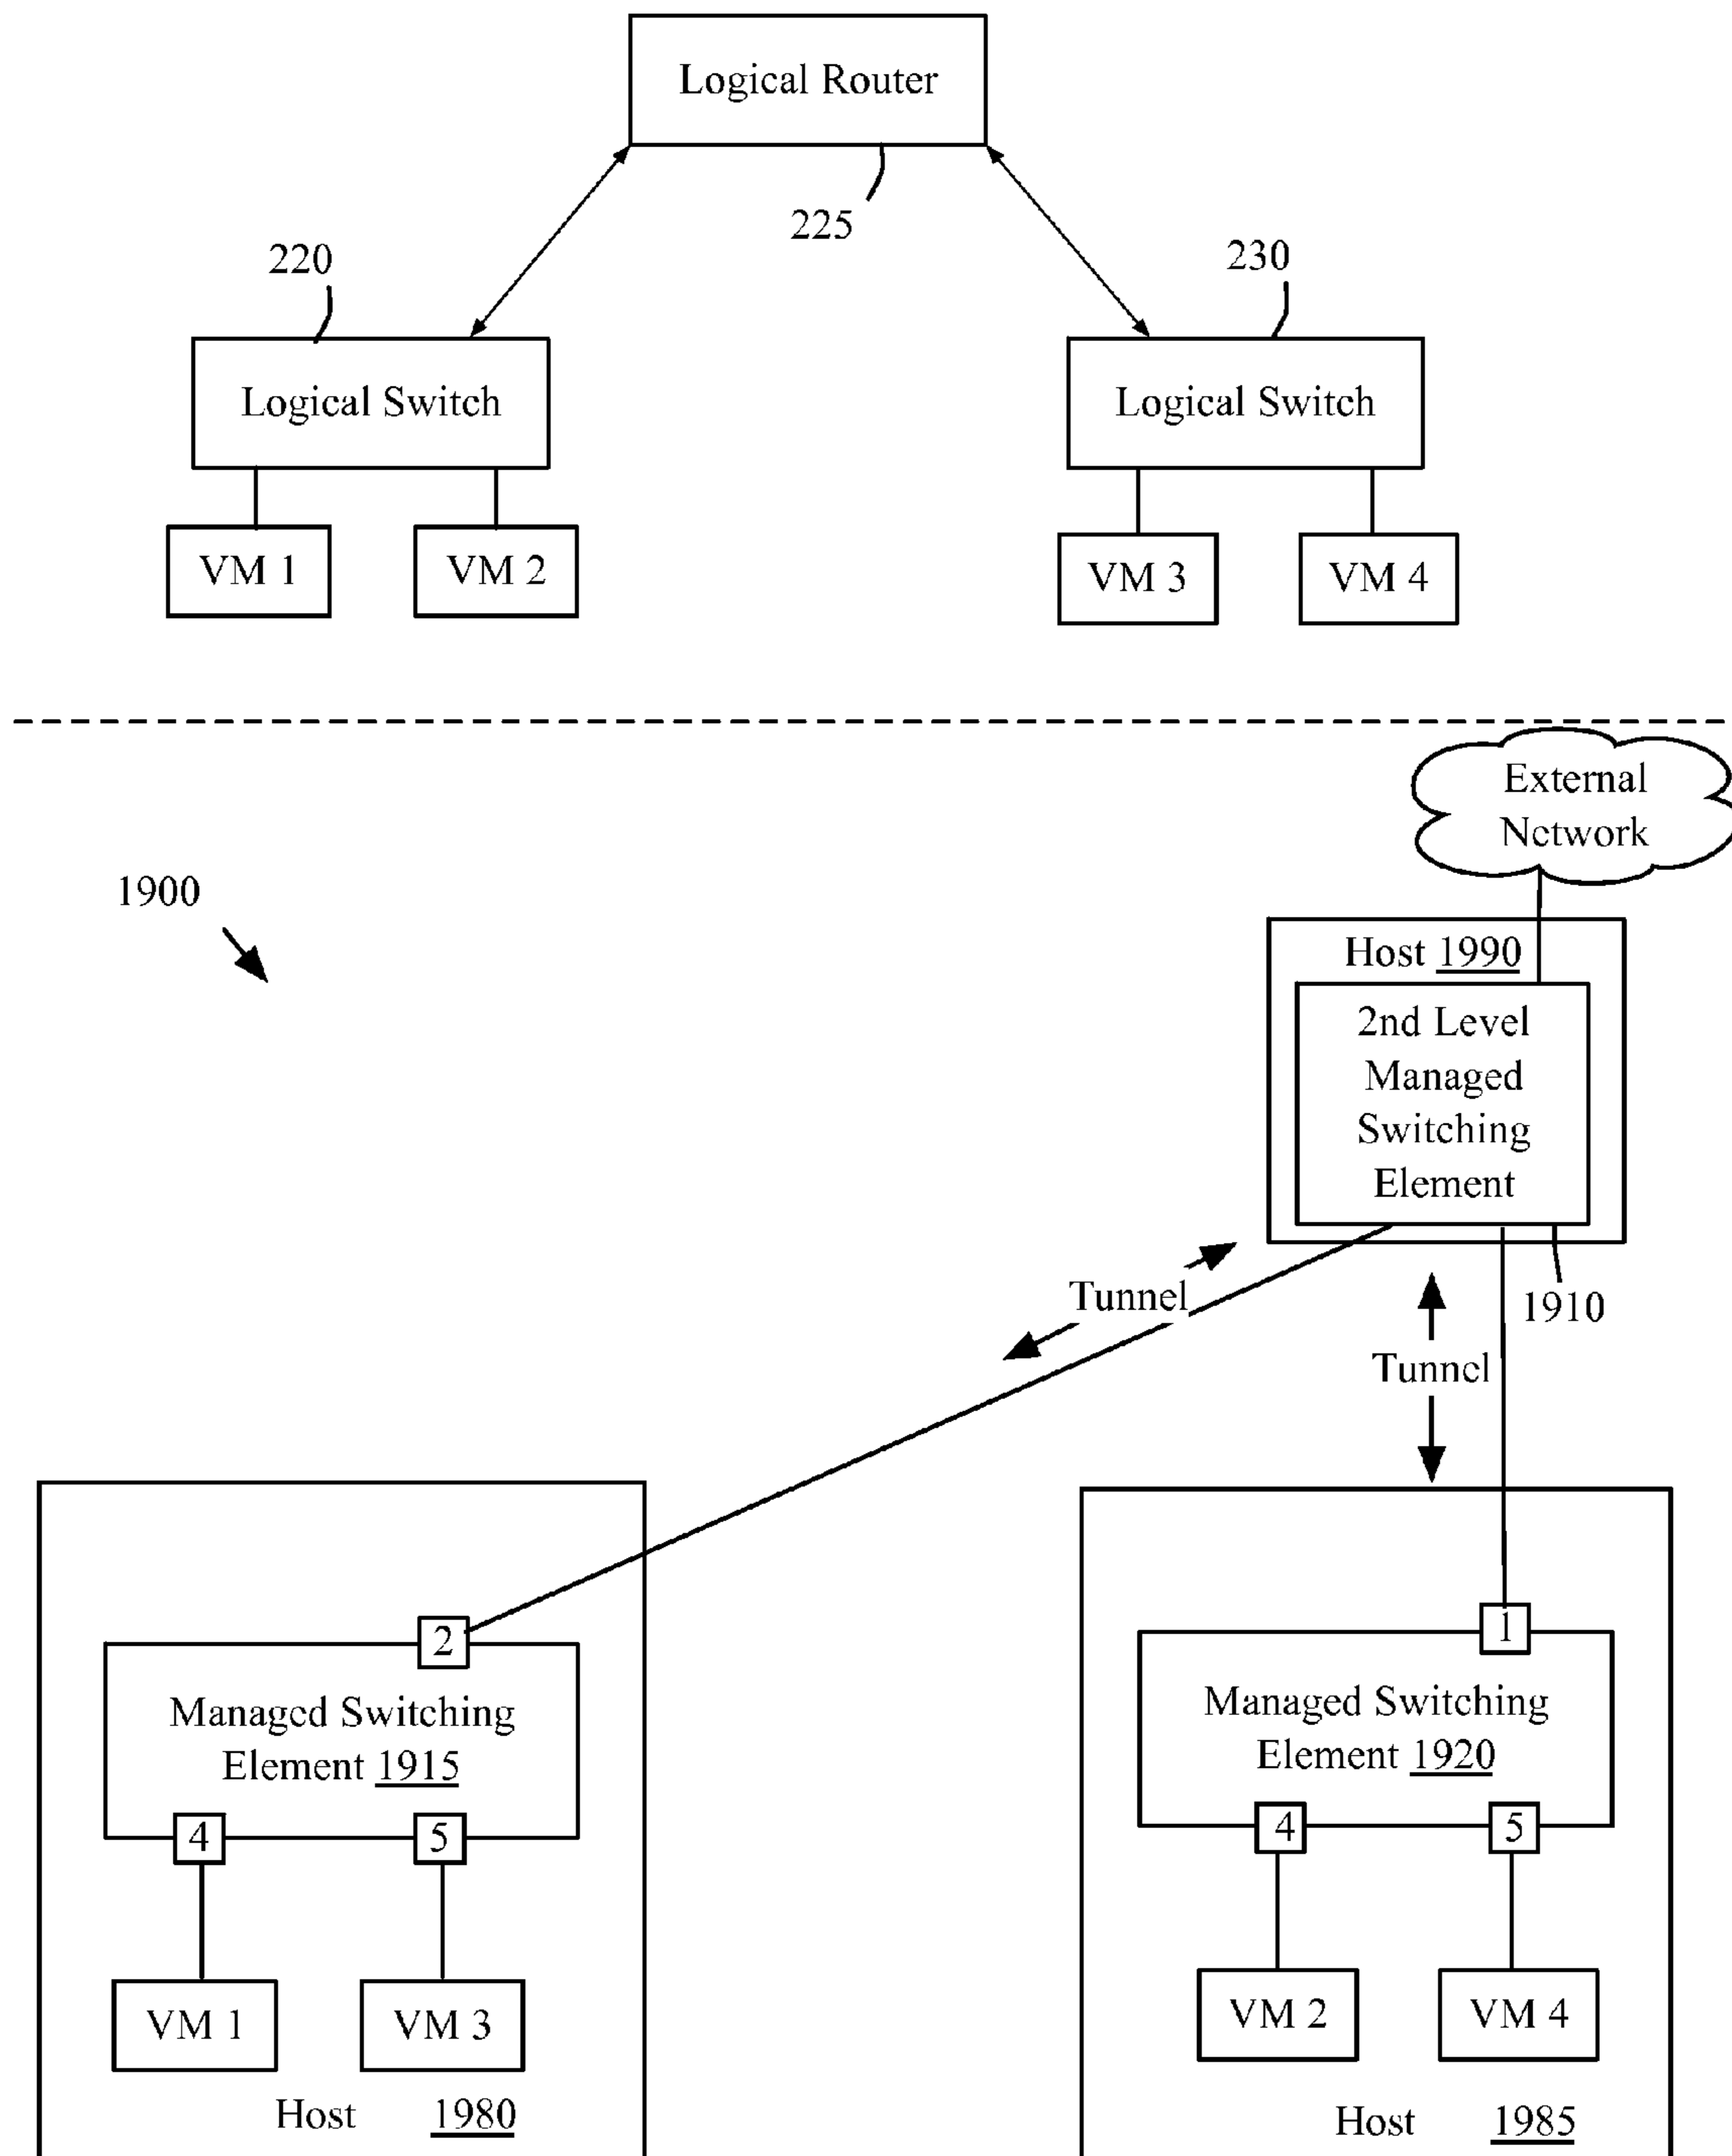 Logical Router
225
220
230
Logical Switch
Logical Switch
VM 1
VM 2
VM 3
VM 4
External
Network
1900
Host 1990
2nd Level
Managed
Switching
Element
Tunnel
1910
Tunnel
2
1
Managed Switching
Element 1915
Managed Switching
Element 1920
4
5
4
5
VM 1
VM 3
VM 2
VM 4
Host 1980
Host 1985